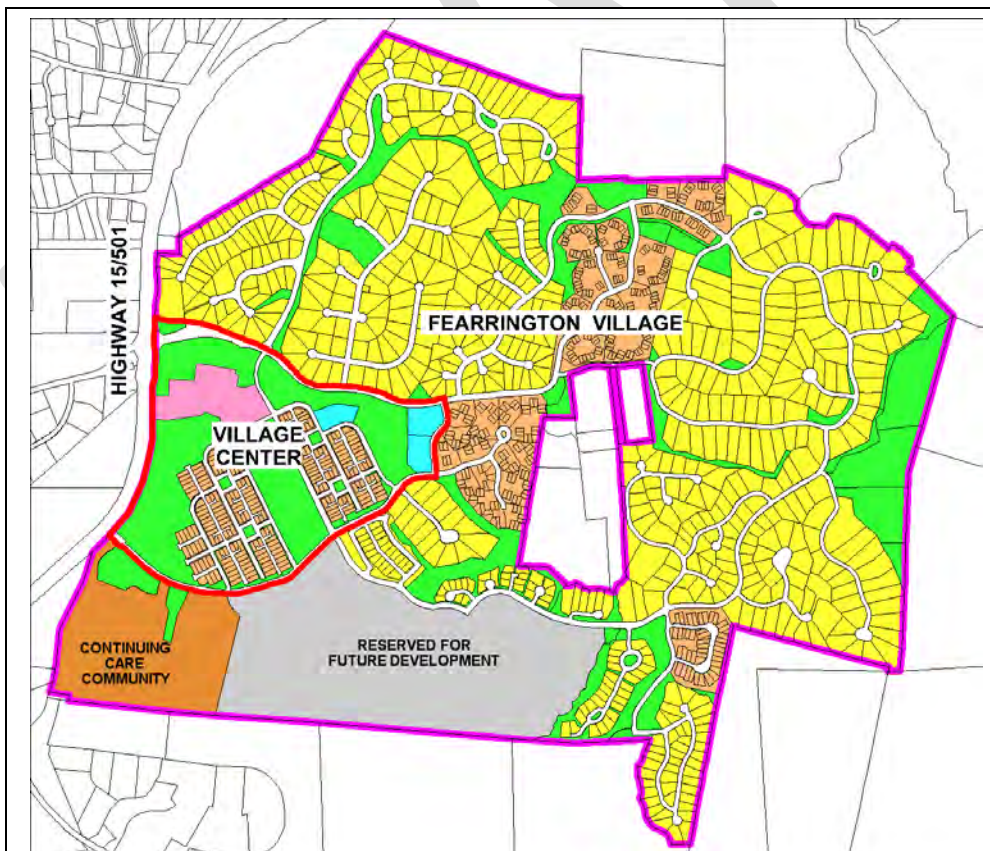 HIGHWAY 15/501
FEARRINGTON VILLAGE
VILLAGE
CENTER
CONTINUING
CARE
COMMUNITY
RESERVED FOR
FUTURE DEVELOPMENT